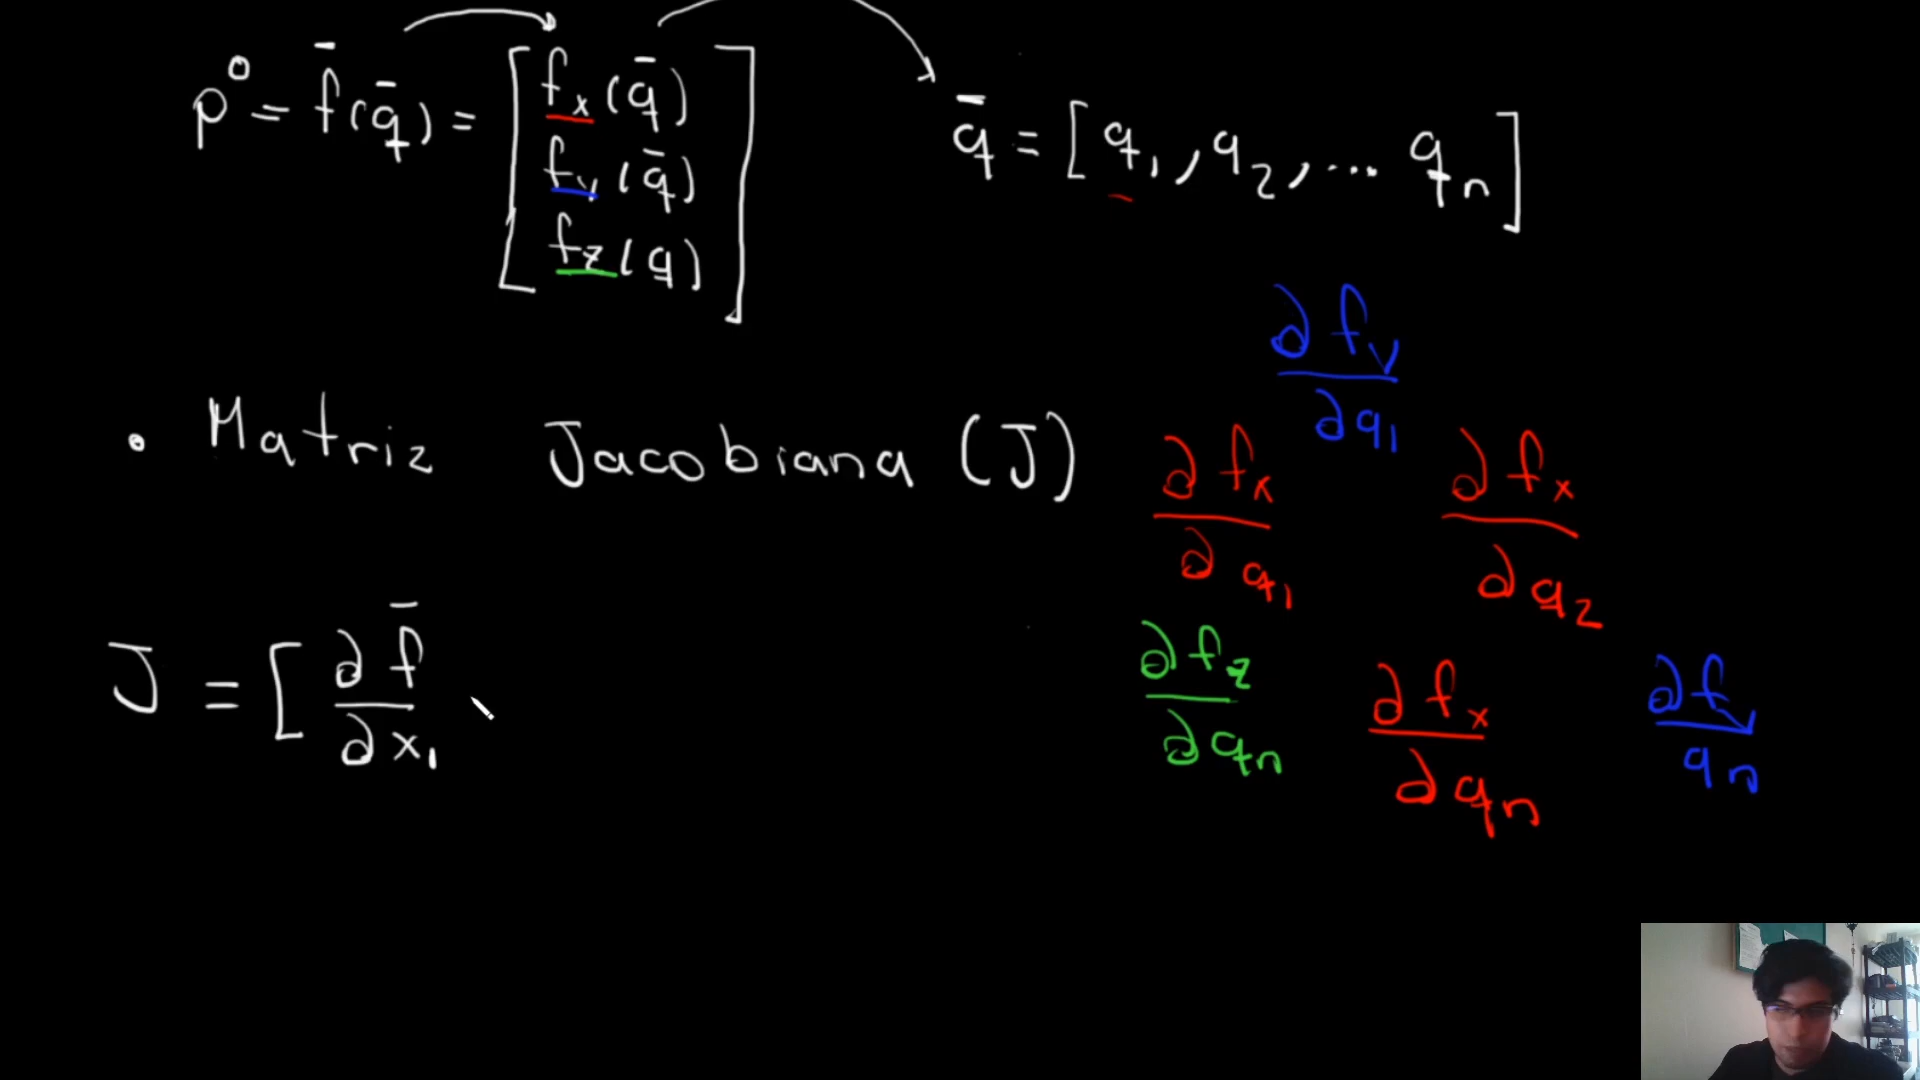 p⁰ = f̄(q̄) = [ fx(q̄)
fy(q̄)
fz(q) ]
q̄ = [ q₁, q₂, ... qn ]
∂fy/∂q₁
• Matriz Jacobiana (J)
∂fx/∂q₁ ∂fx/∂q₂
J = [ ∂f̄/∂x₁
∂fz/∂qn ∂fx/∂qn ∂fy/qn